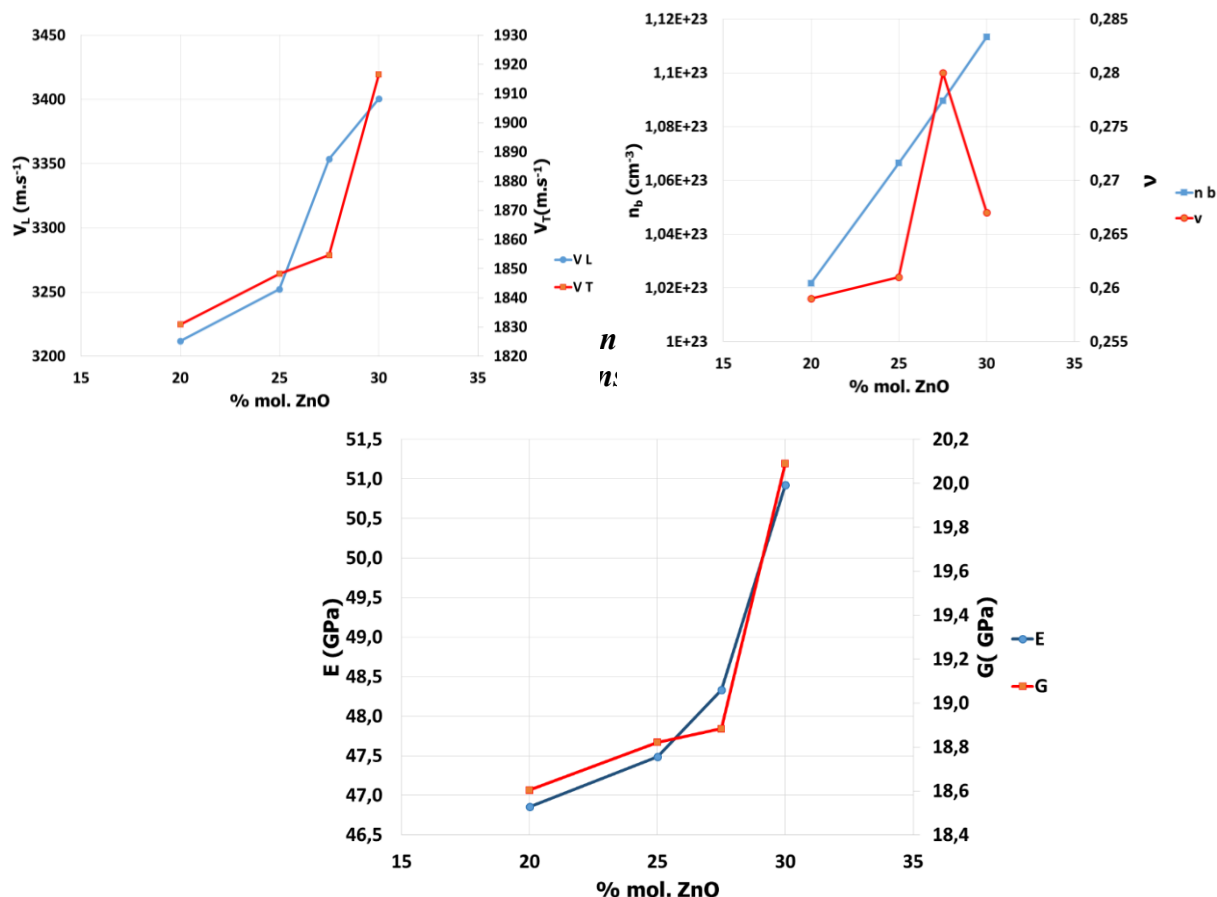 3450
3400
3350
3300
3250
3200
V_L (m.s⁻¹)
15 20 25 30 35
% mol. ZnO
1930
1920
1910
1900
1890
1880
1870
1860
1850
1840
1830
1820
V_T(m.s⁻¹)
V L
V T
1,12E+23
1,1E+23
1,08E+23
1,06E+23
1,04E+23
1,02E+23
1E+23
n_b (cm⁻³)
15 20 25 30 35
% mol. ZnO
0,285
0,28
0,275
0,27
0,265
0,26
0,255
ν
n b
ν
n
51,5
51,0
50,5
50,0
49,5
49,0
48,5
48,0
47,5
47,0
46,5
E (GPa)
15 20 25 30 35
% mol. ZnO
20,2
20,0
19,8
19,6
19,4
19,2
19,0
18,8
18,6
18,4
G( GPa)
E
G